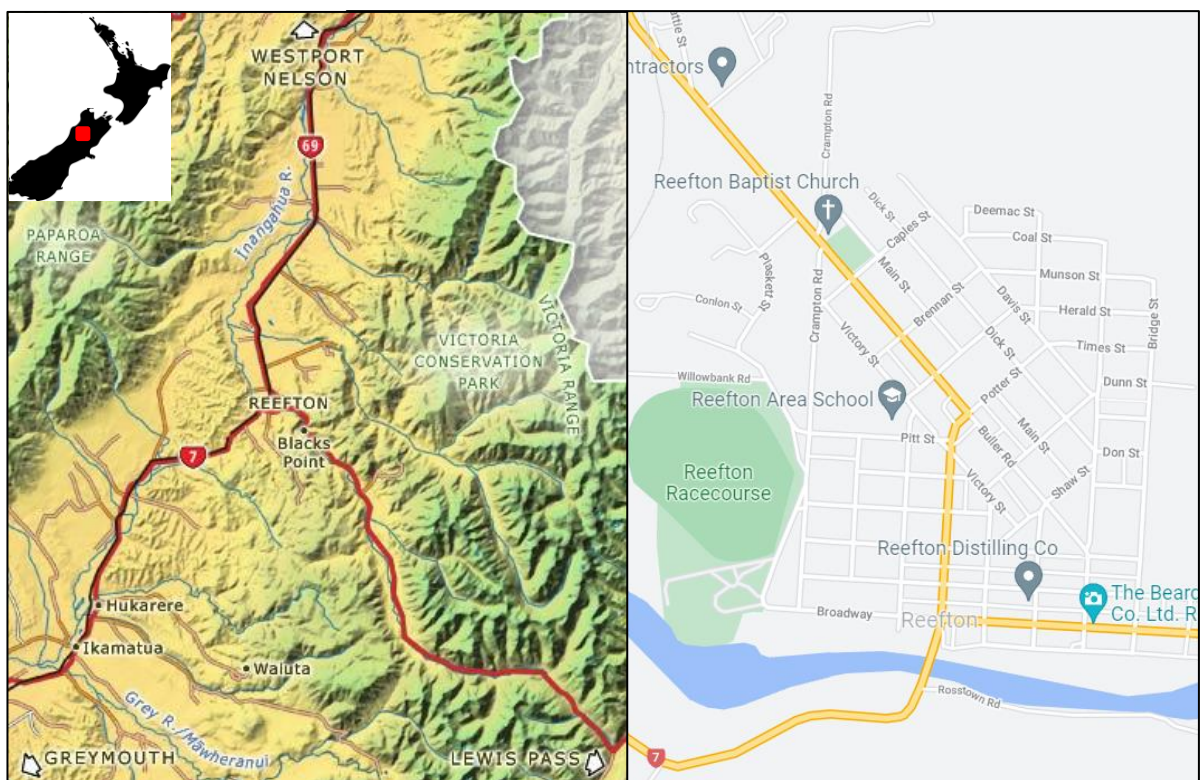 WESTPORT
NELSON
69
Inangahua R.
PAPAROA
RANGE
VICTORIA
CONSERVATION
PARK
VICTORIA RANGE
REEFTON
Blacks
Point
7
Hukarere
Ikamatua
Waiuta
Grey R./Māwheranui
GREYMOUTH
LEWIS PASS
ttie St
ntractors
Crampton Rd
Reefton Baptist Church
Dick St
Caples St
Deemac St
Coal St
Plaskett St
Main St
Munson St
Conlon St
Crampton Rd
Brennan St
Davis St
Herald St
Bridge St
Victory St
Dick St
Times St
Willowbank Rd
Potter St
Dunn St
Reefton Area School
Pitt St
Buller Rd
Main St
Don St
Reefton
Racecourse
Victory St
Shaw St
Reefton Distilling Co
The Beard
Co. Ltd. R
Broadway
Reefton
Rosstown Rd
7